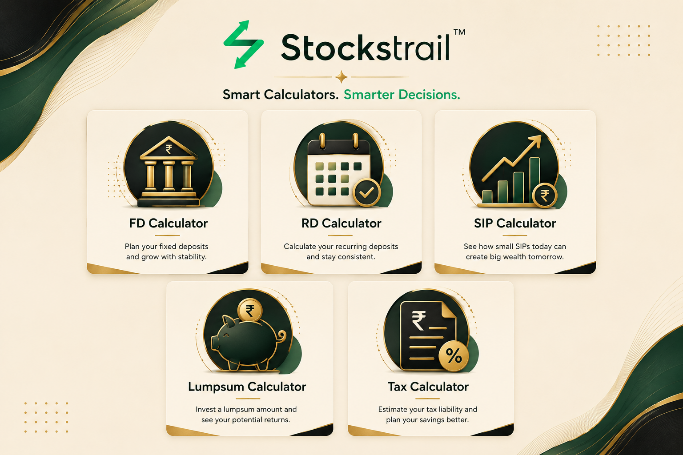 Stockstrail™
Smart Calculators. Smarter Decisions.
₹
FD Calculator
Plan your fixed deposits
and grow with stability.
RD Calculator
Calculate your recurring deposits
and stay consistent.
₹
SIP Calculator
See how small SIPs today can
create big wealth tomorrow.
₹
Lumpsum Calculator
Invest a lumpsum amount and
see your potential returns.
₹
%
Tax Calculator
Estimate your tax liability and
plan your savings better.